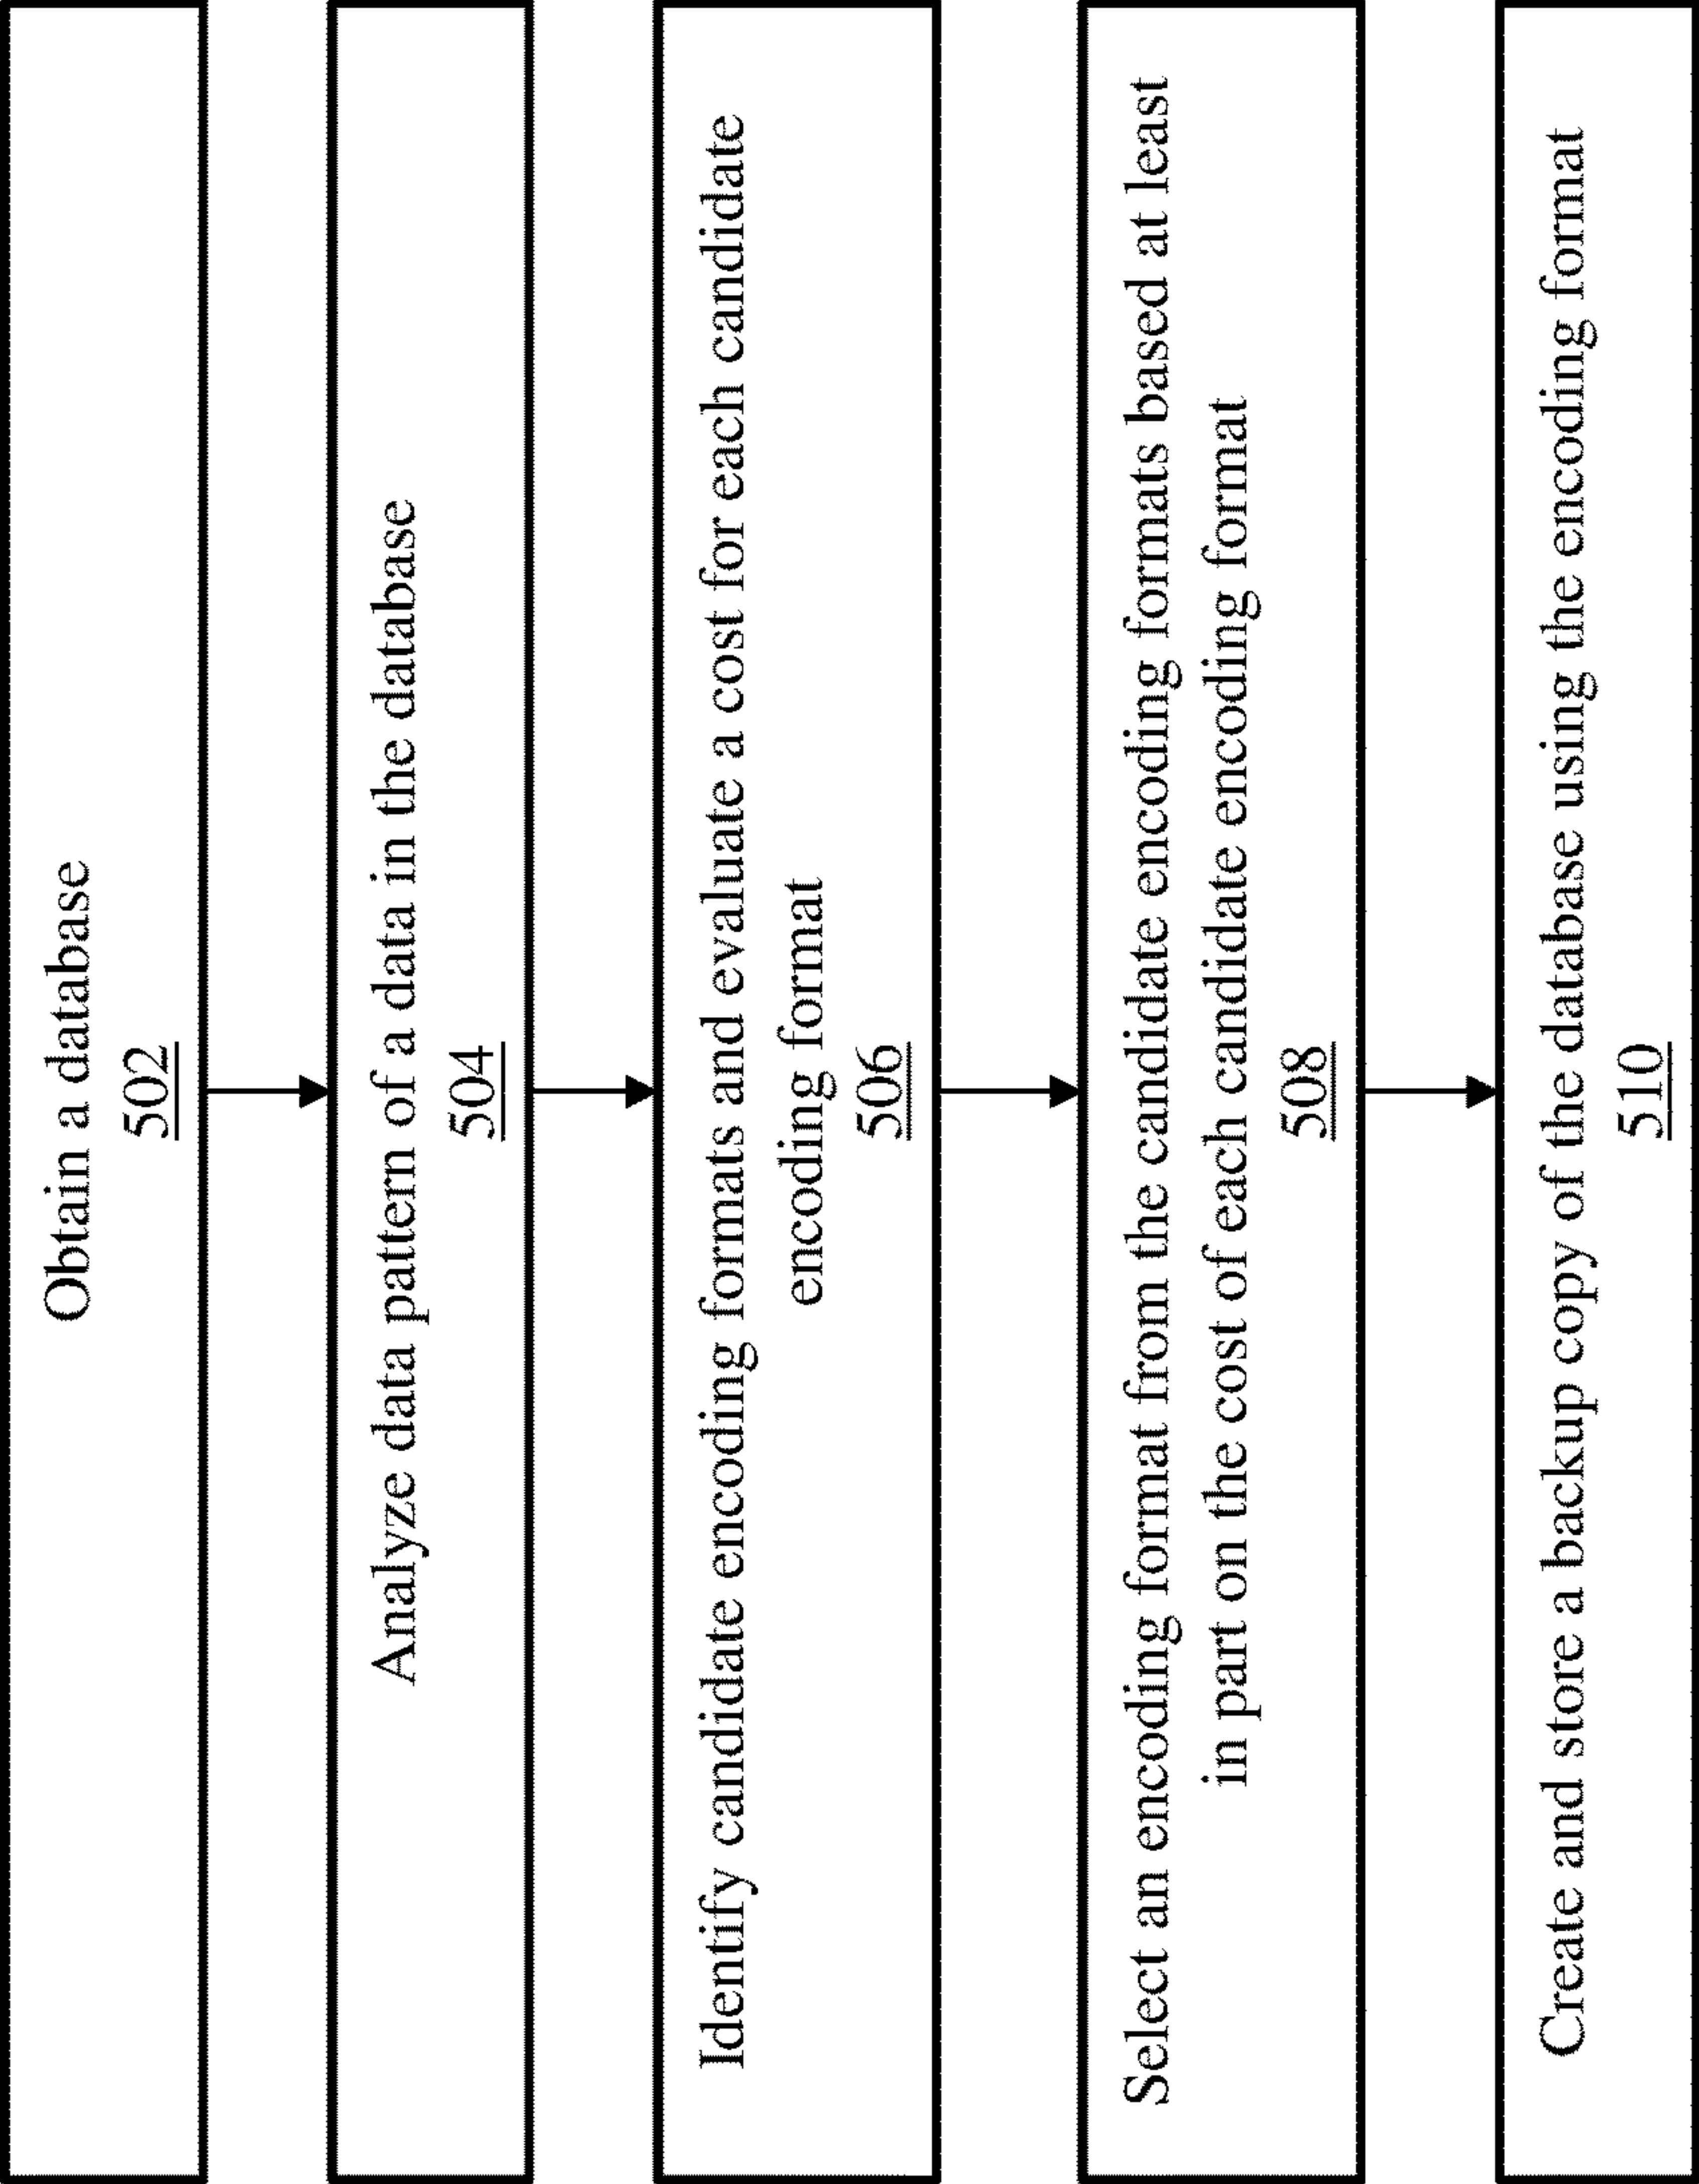 Obtain a database
502
Analyze data pattern of a data in the database
504
Identify candidate encoding formats and evaluate a cost for each candidate
encoding format
506
Select an encoding format from the candidate encoding formats based at least
in part on the cost of each candidate encoding format
508
Create and store a backup copy of the database using the encoding format
510